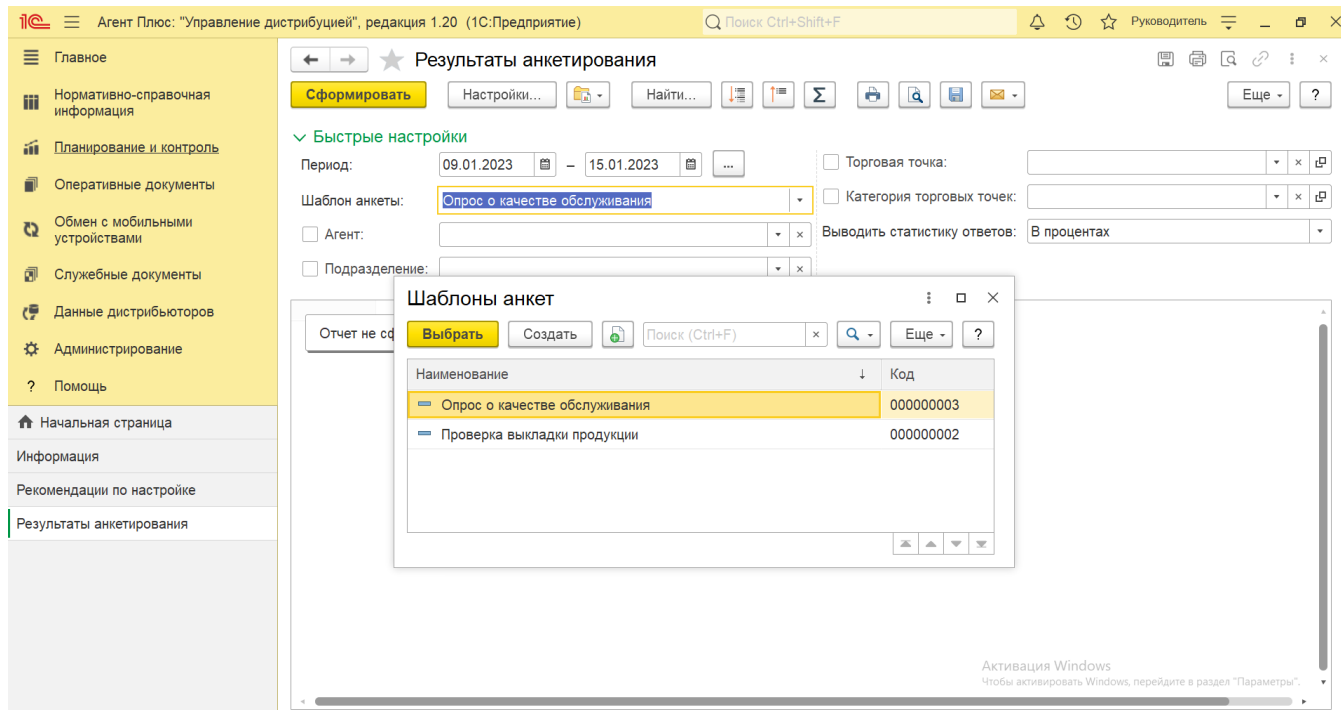 1С Агент Плюс: "Управление дистрибуцией", редакция 1.20 (1С:Предприятие) Поиск Ctrl+Shift+F Руководитель
Главное
Нормативно-справочная
информация
Планирование и контроль
Оперативные документы
Обмен с мобильными
устройствами
Служебные документы
Данные дистрибьюторов
Администрирование
? Помощь
Начальная страница
Информация
Рекомендации по настройке
Результаты анкетирования
Результаты анкетирования
Сформировать Настройки... Найти... Σ Еще ?
Быстрые настройки
Период: 09.01.2023 – 15.01.2023 ...
Шаблон анкеты: Опрос о качестве обслуживания
Агент:
Подразделение:
Торговая точка:
Категория торговых точек:
Выводить статистику ответов: В процентах
Отчет не сф
Шаблоны анкет
Выбрать Создать Поиск (Ctrl+F) Еще ?
Наименование ↓ Код
Опрос о качестве обслуживания 000000003
Проверка выкладки продукции 000000002
Активация Windows
Чтобы активировать Windows, перейдите в раздел "Параметры".